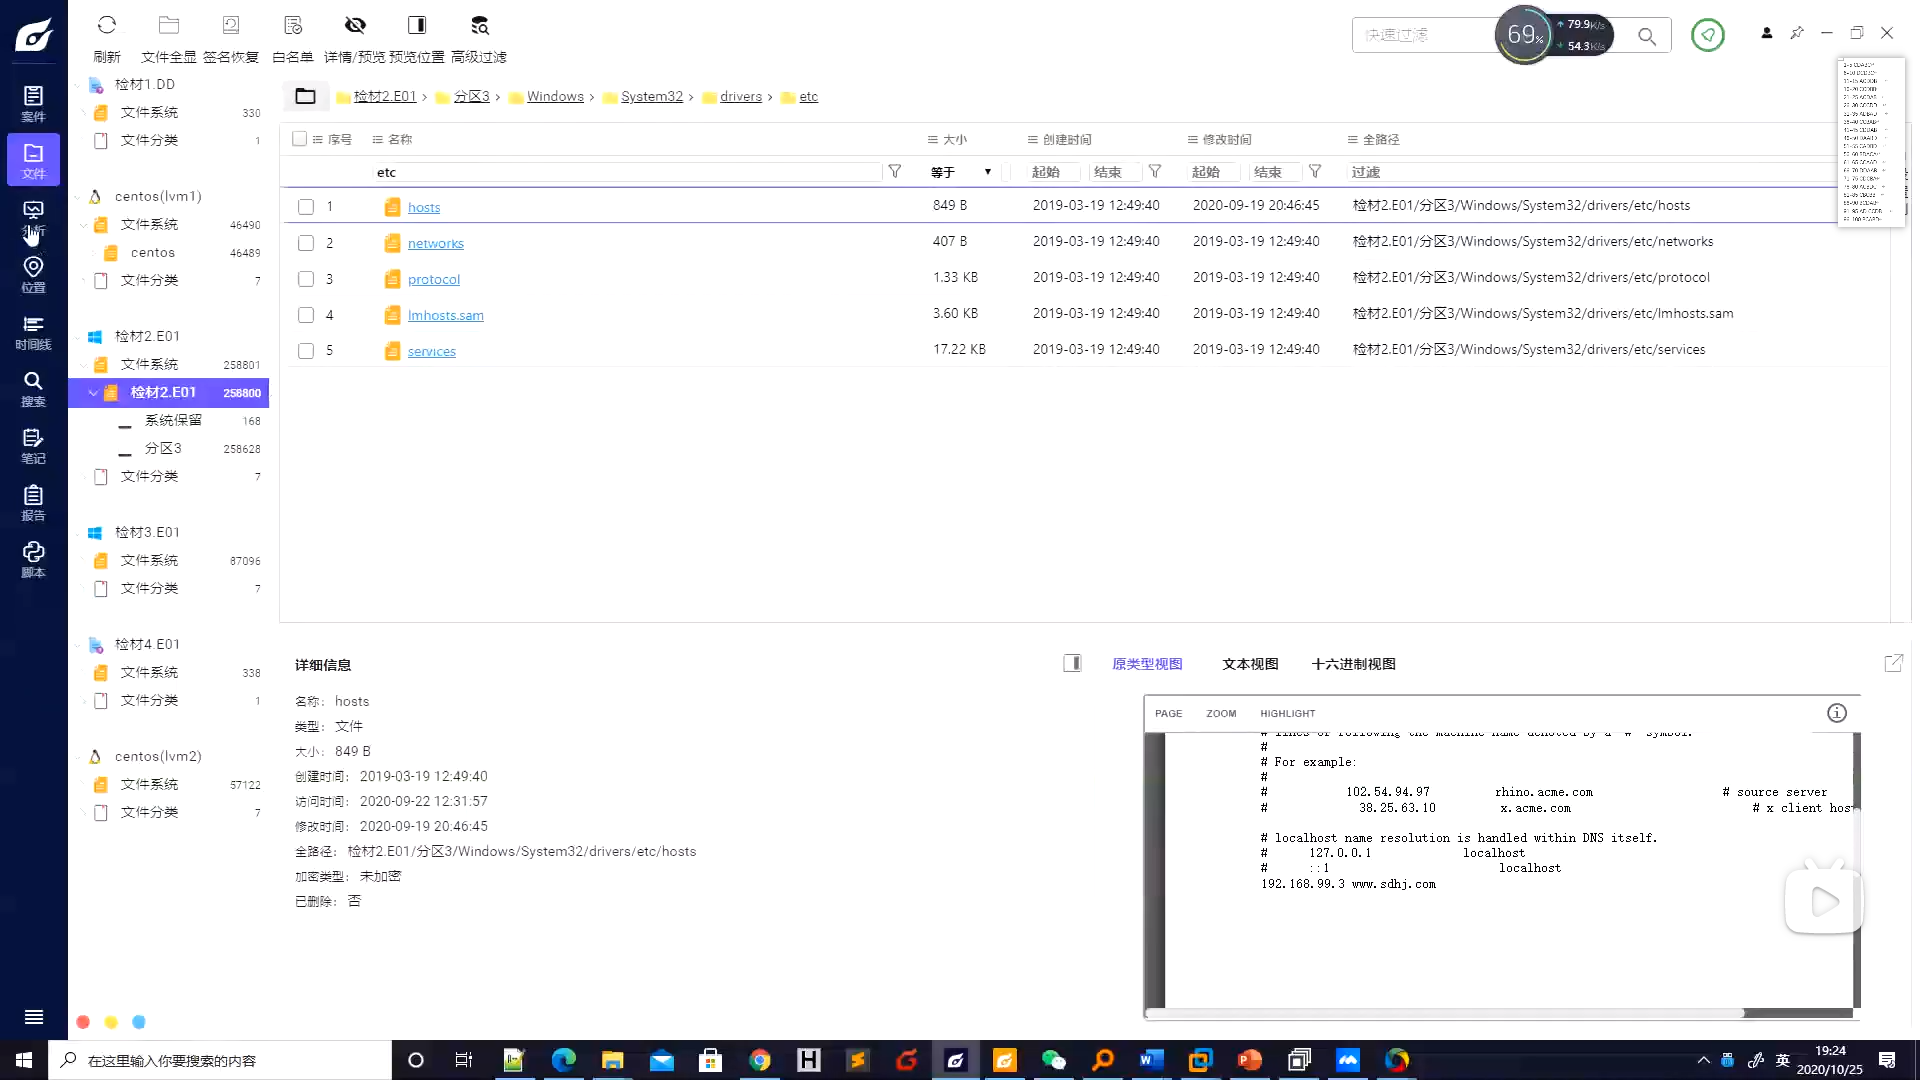 刷新 文件全显 签名恢复 白名单 详情/预览 预览位置 高级过滤
快速过滤
69%
79.9K/s
54.3K/s
案件
文件
分析
位置
时间线
搜索
笔记
报告
脚本
检材1.DD
文件系统 330
文件分类 1
centos(lvm1)
文件系统 46490
centos 46489
文件分类 7
检材2.E01
文件系统 258801
检材2.E01 258800
系统保留 168
分区3 258628
文件分类 7
检材3.E01
文件系统 87096
文件分类 7
检材4.E01
文件系统 338
文件分类 1
centos(lvm2)
文件系统 57122
文件分类 7
检材2.E01 › 分区3 › Windows › System32 › drivers › etc
序号 名称 大小 创建时间 修改时间 全路径
etc 等于 起始 结束 起始 结束 过滤
1 hosts 849 B 2019-03-19 12:49:40 2020-09-19 20:46:45 检材2.E01/分区3/Windows/System32/drivers/etc/hosts
2 networks 407 B 2019-03-19 12:49:40 2019-03-19 12:49:40 检材2.E01/分区3/Windows/System32/drivers/etc/networks
3 protocol 1.33 KB 2019-03-19 12:49:40 2019-03-19 12:49:40 检材2.E01/分区3/Windows/System32/drivers/etc/protocol
4 lmhosts.sam 3.60 KB 2019-03-19 12:49:40 2019-03-19 12:49:40 检材2.E01/分区3/Windows/System32/drivers/etc/lmhosts.sam
5 services 17.22 KB 2019-03-19 12:49:40 2019-03-19 12:49:40 检材2.E01/分区3/Windows/System32/drivers/etc/services
详细信息
名称: hosts
类型: 文件
大小: 849 B
创建时间: 2019-03-19 12:49:40
访问时间: 2020-09-22 12:31:57
修改时间: 2020-09-19 20:46:45
全路径: 检材2.E01/分区3/Windows/System32/drivers/etc/hosts
加密类型: 未加密
已删除: 否
原类型视图 文本视图 十六进制视图
PAGE ZOOM HIGHLIGHT
# lines or following the machine name denoted by a '#' symbol.
#
# For example:
#
# 102.54.94.97 rhino.acme.com # source server
# 38.25.63.10 x.acme.com # x client hos
# localhost name resolution is handled within DNS itself.
# 127.0.0.1 localhost
# ::1 localhost
192.168.99.3 www.sdhj.com
在这里输入你要搜索的内容
英
19:24
2020/10/25